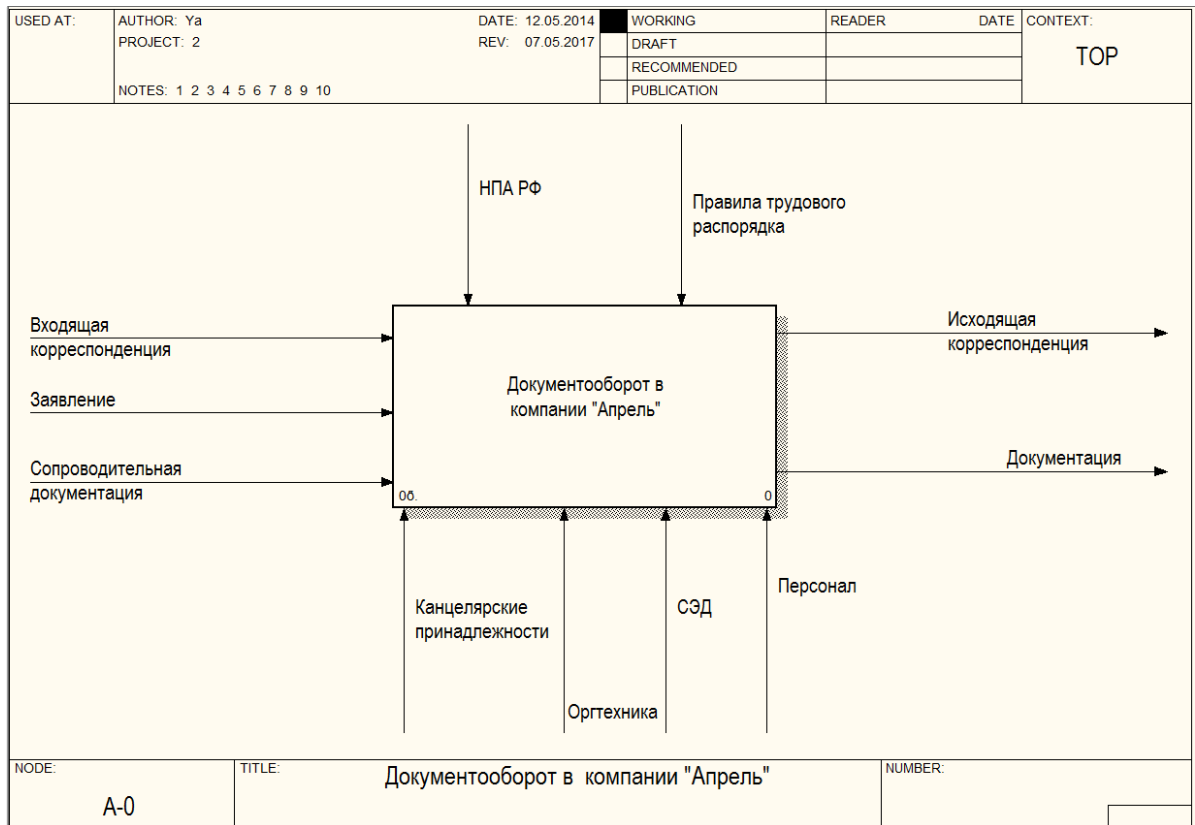 USED AT:
AUTHOR: Ya
DATE: 12.05.2014
WORKING
READER
DATE
CONTEXT:
PROJECT: 2
REV: 07.05.2017
DRAFT
TOP
RECOMMENDED
NOTES: 1 2 3 4 5 6 7 8 9 10
PUBLICATION
НПА РФ
Правила трудового
распорядка
Входящая
корреспонденция
Заявление
Сопроводительная
документация
Документооборот в
компании "Апрель"
0б.
0
Исходящая
корреспонденция
Документация
Канцелярские
принадлежности
Оргтехника
СЭД
Персонал
NODE:
A-0
TITLE:
Документооборот в компании "Апрель"
NUMBER: